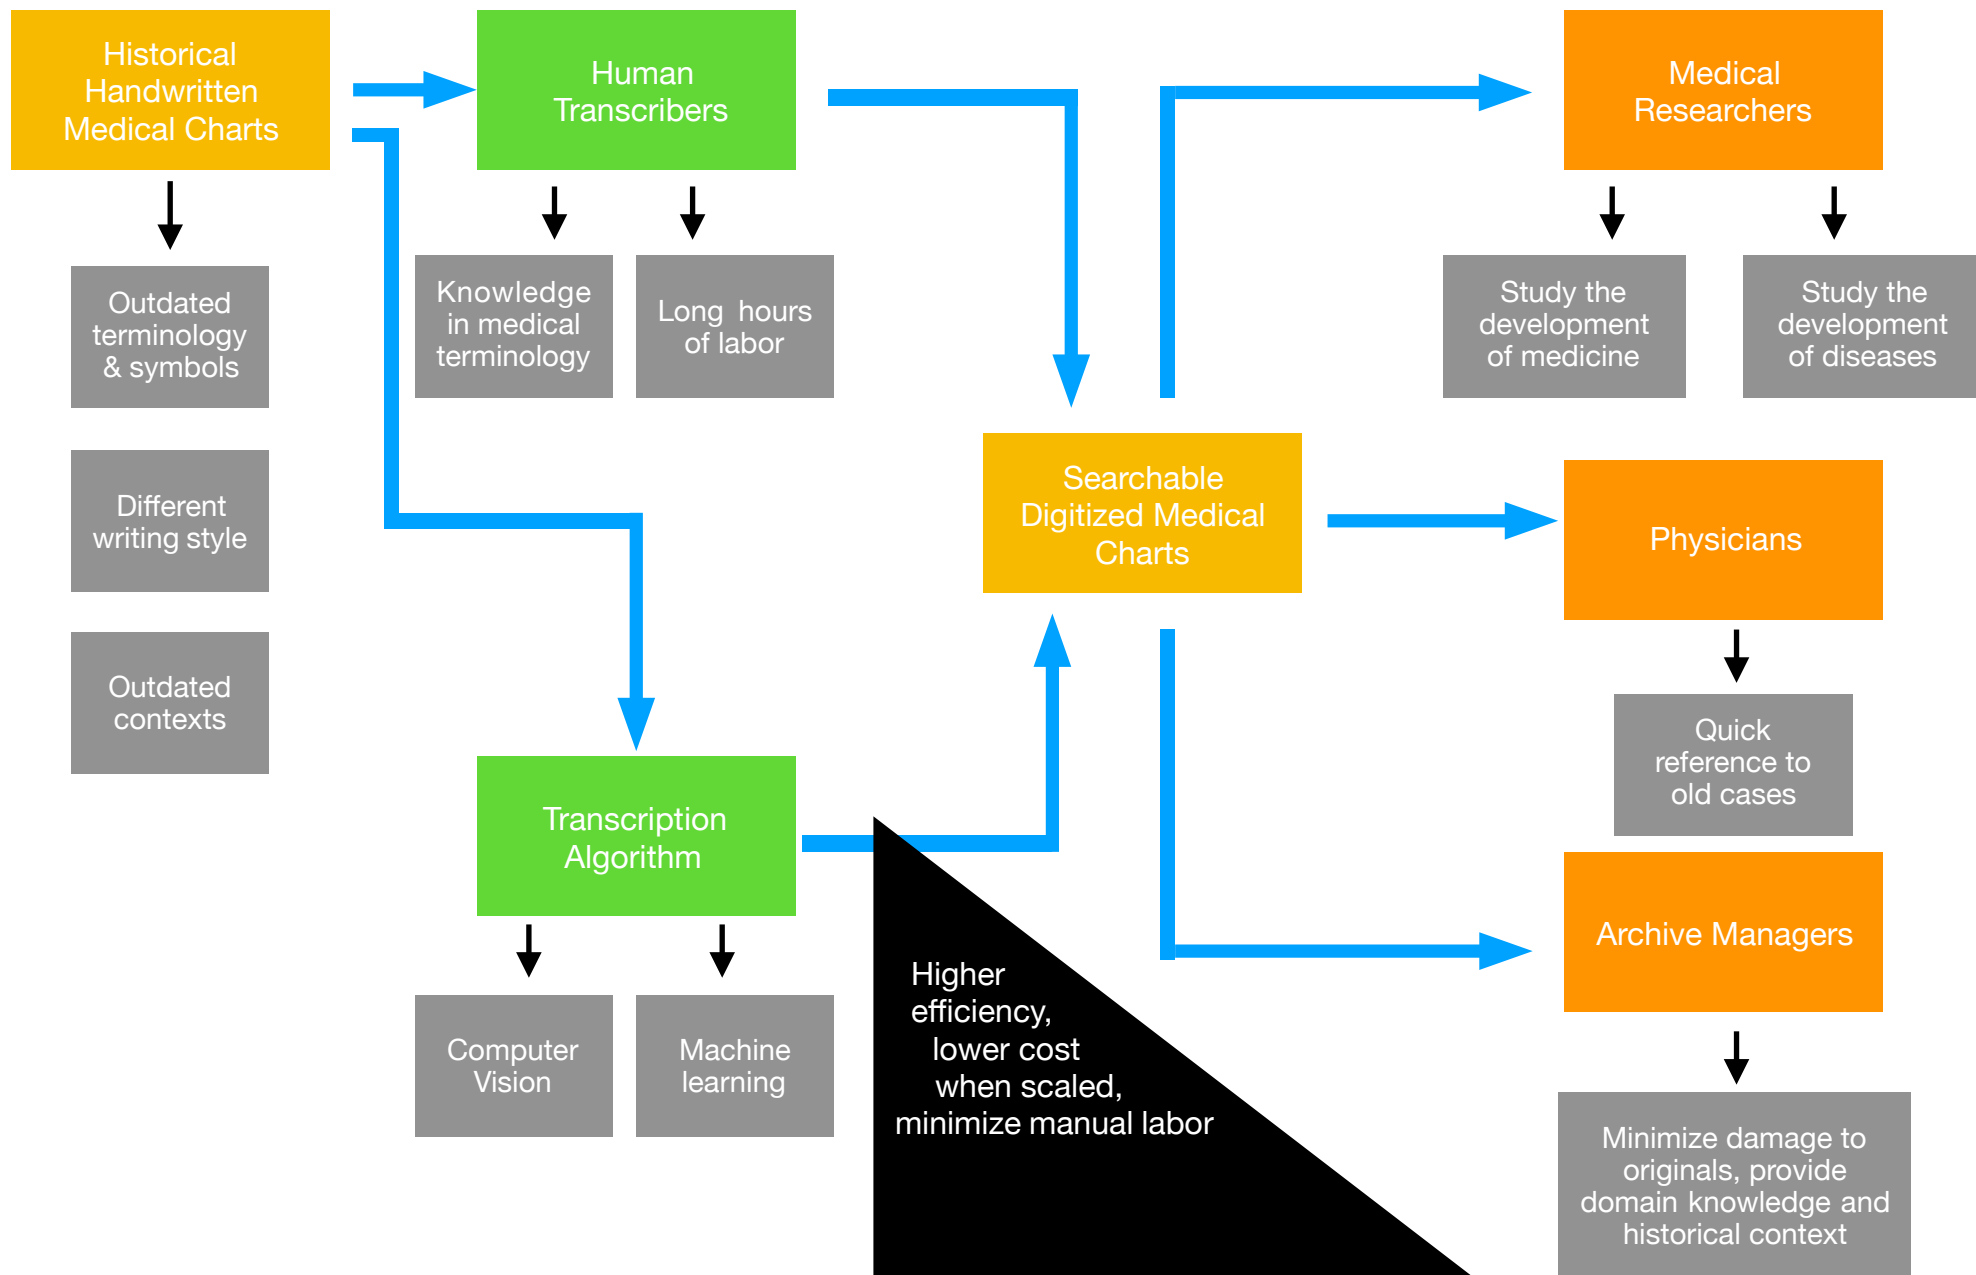 Historical
Handwritten
Medical Charts
Human
Transcribers
Medical
Researchers
Outdated
terminology
& symbols
Knowledge
in medical
terminology
Long hours
of labor
Study the
development
of medicine
Study the
development
of diseases
Different
writing style
Searchable
Digitized Medical
Charts
Physicians
Outdated
contexts
Quick
reference to
old cases
Transcription
Algorithm
Archive Managers
Higher
efficiency,
lower cost
when scaled,
minimize manual labor
Computer
Vision
Machine
learning
Minimize damage to
originals, provide
domain knowledge and
historical context